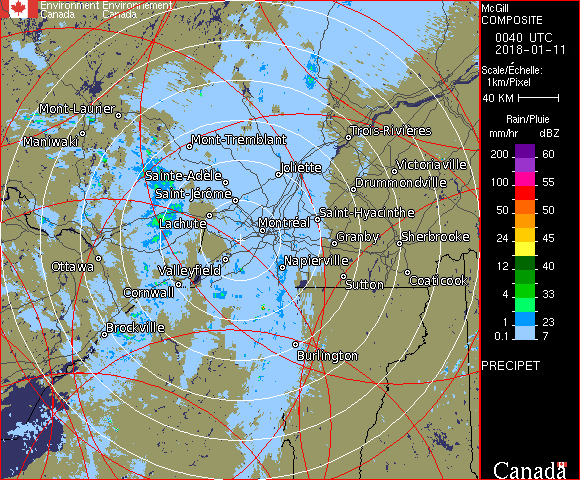 Environment Environnement
Canada Canada
McGill
COMPOSITE
0040 UTC
2018-01-11
Scale/Échelle:
1km/Pixel
40 KM
Rain/Pluie
mm/hr dBZ
200 60
100 55
50 50
24 45
12 40
4 33
1 23
0.1 7
PRECIPET
Canada
Mont-Laurier
Maniwaki
Mont-Tremblant
Trois-Rivières
Joliette
Victoriaville
Sainte-Adèle
Drummondville
Saint-Jérôme
Saint-Hyacinthe
Lachute
Montréal
Granby
Sherbrooke
Ottawa
Valleyfield
Napierville
Coaticook
Sutton
Cornwall
Brockville
Burlington